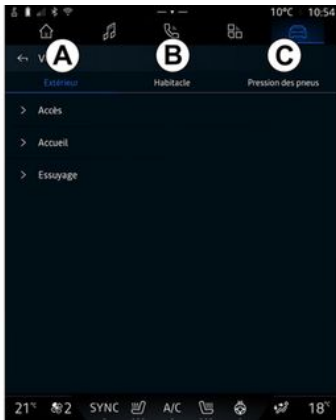 10°C 10:54
A B C
Extérieur Habitacle Pression des pneus
Accès
Accueil
Essuyage
21°C 2 SYNC A/C 18°